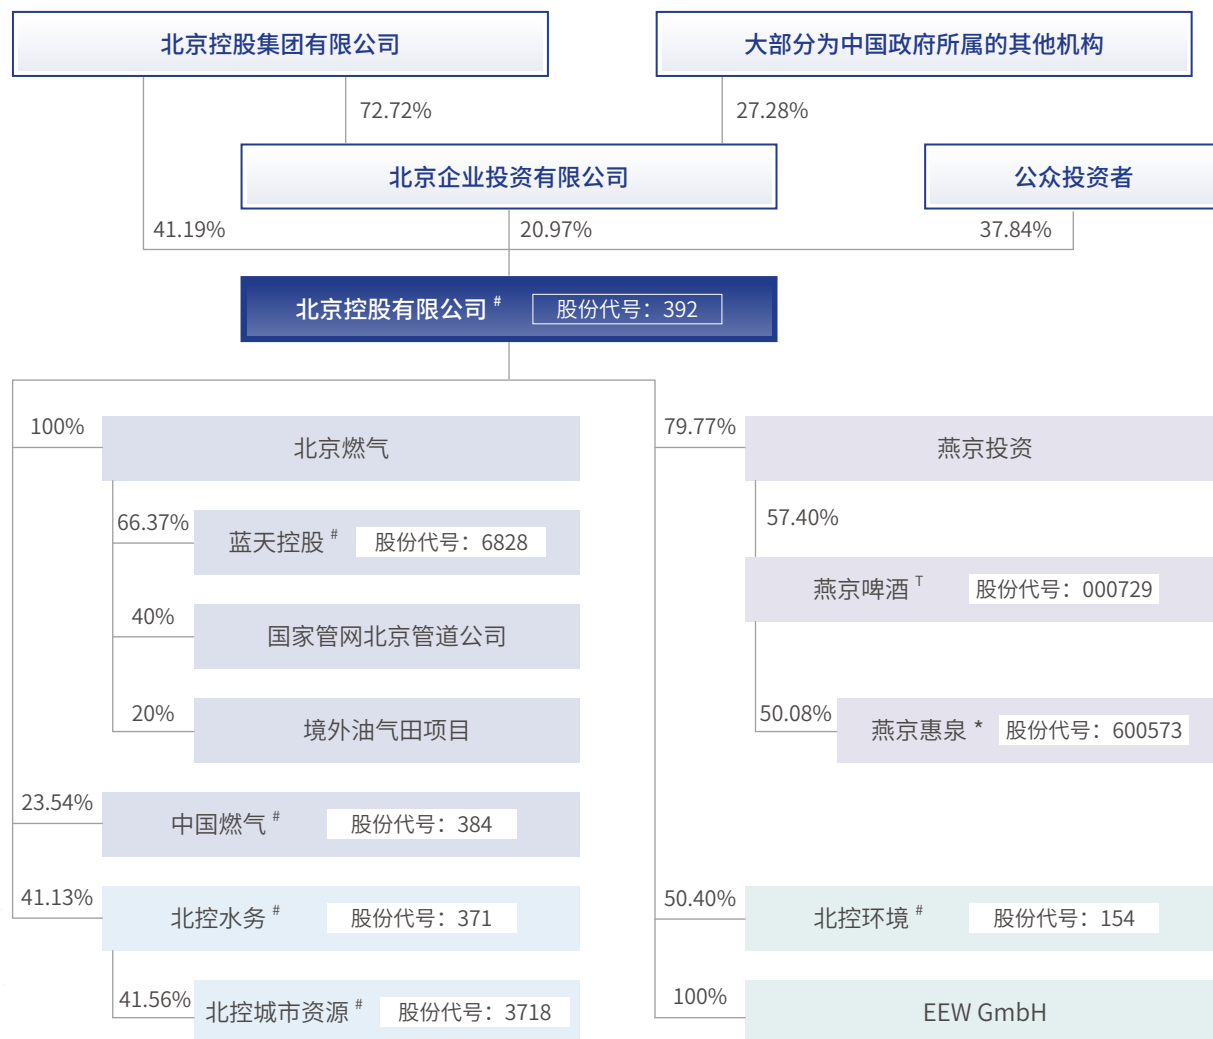 北京控股集团有限公司
大部分为中国政府所属的其他机构
72.72%
27.28%
北京企业投资有限公司
公众投资者
41.19%
20.97%
37.84%
北京控股有限公司 #
股份代号：392
100%
北京燃气
66.37%
蓝天控股 #
股份代号：6828
40%
国家管网北京管道公司
20%
境外油气田项目
23.54%
中国燃气 #
股份代号：384
41.13%
北控水务 #
股份代号：371
41.56%
北控城市资源 #
股份代号：3718
79.77%
燕京投资
57.40%
燕京啤酒 T
股份代号：000729
50.08%
燕京惠泉 *
股份代号：600573
50.40%
北控环境 #
股份代号：154
100%
EEW GmbH